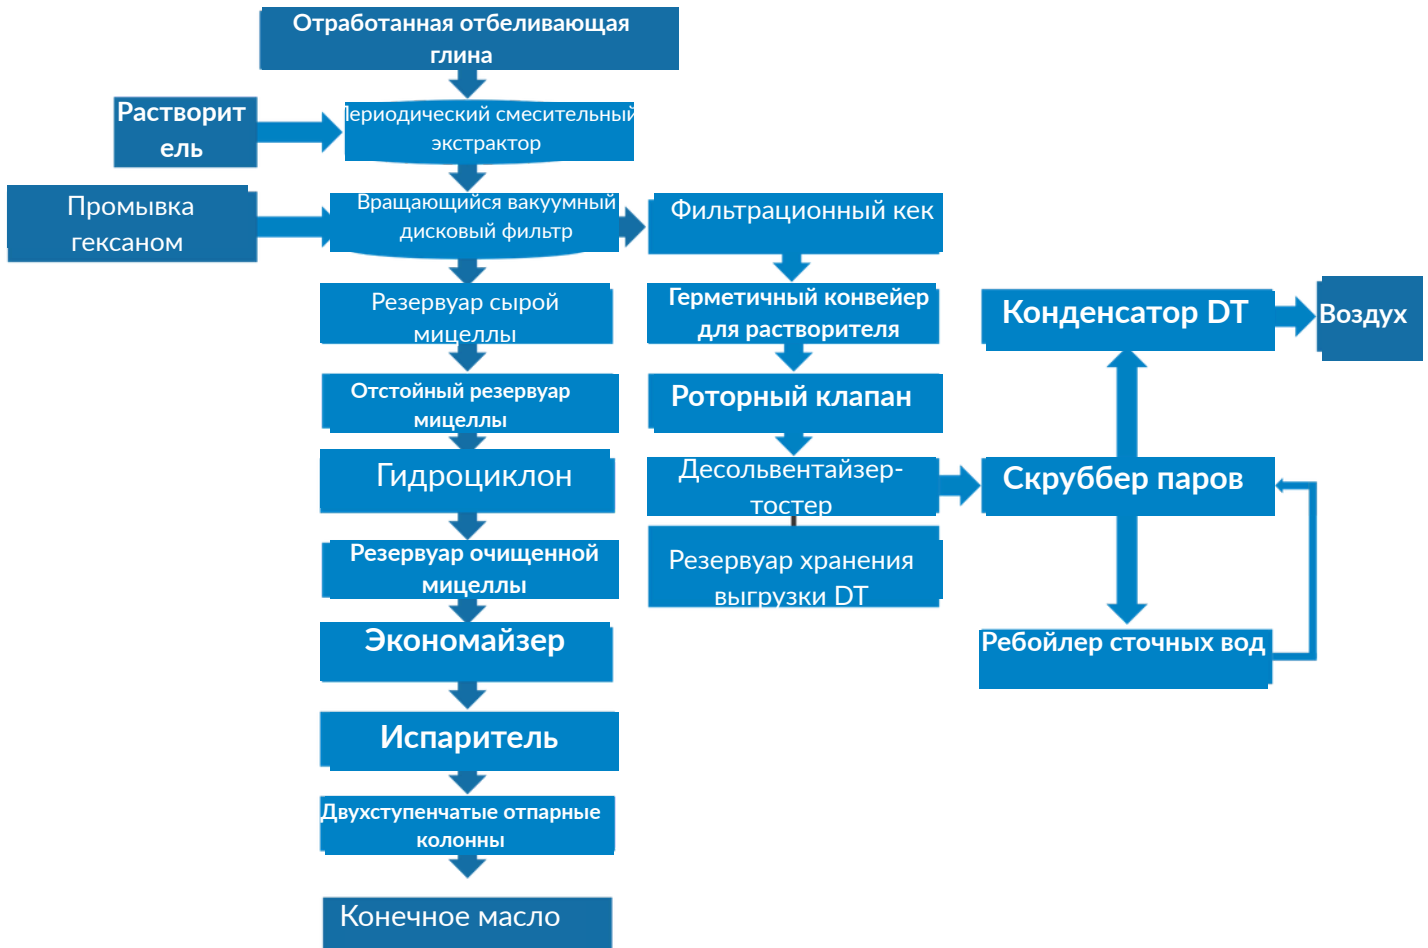 Отработанная отбеливающая
глина
Растворит
ель
Периодический смесительный
экстрактор
Промывка
гексаном
Вращающийся вакуумный
дисковый фильтр
Фильтрационный кек
Резервуар сырой
мицеллы
Герметичный конвейер
для растворителя
Конденсатор DT
Воздух
Отстойный резервуар
мицеллы
Роторный клапан
Гидроциклон
Десольвентайзер-
тостер
Скруббер паров
Резервуар очищенной
мицеллы
Резервуар хранения
выгрузки DT
Экономайзер
Ребойлер сточных вод
Испаритель
Двухступенчатые отпарные
колонны
Конечное масло